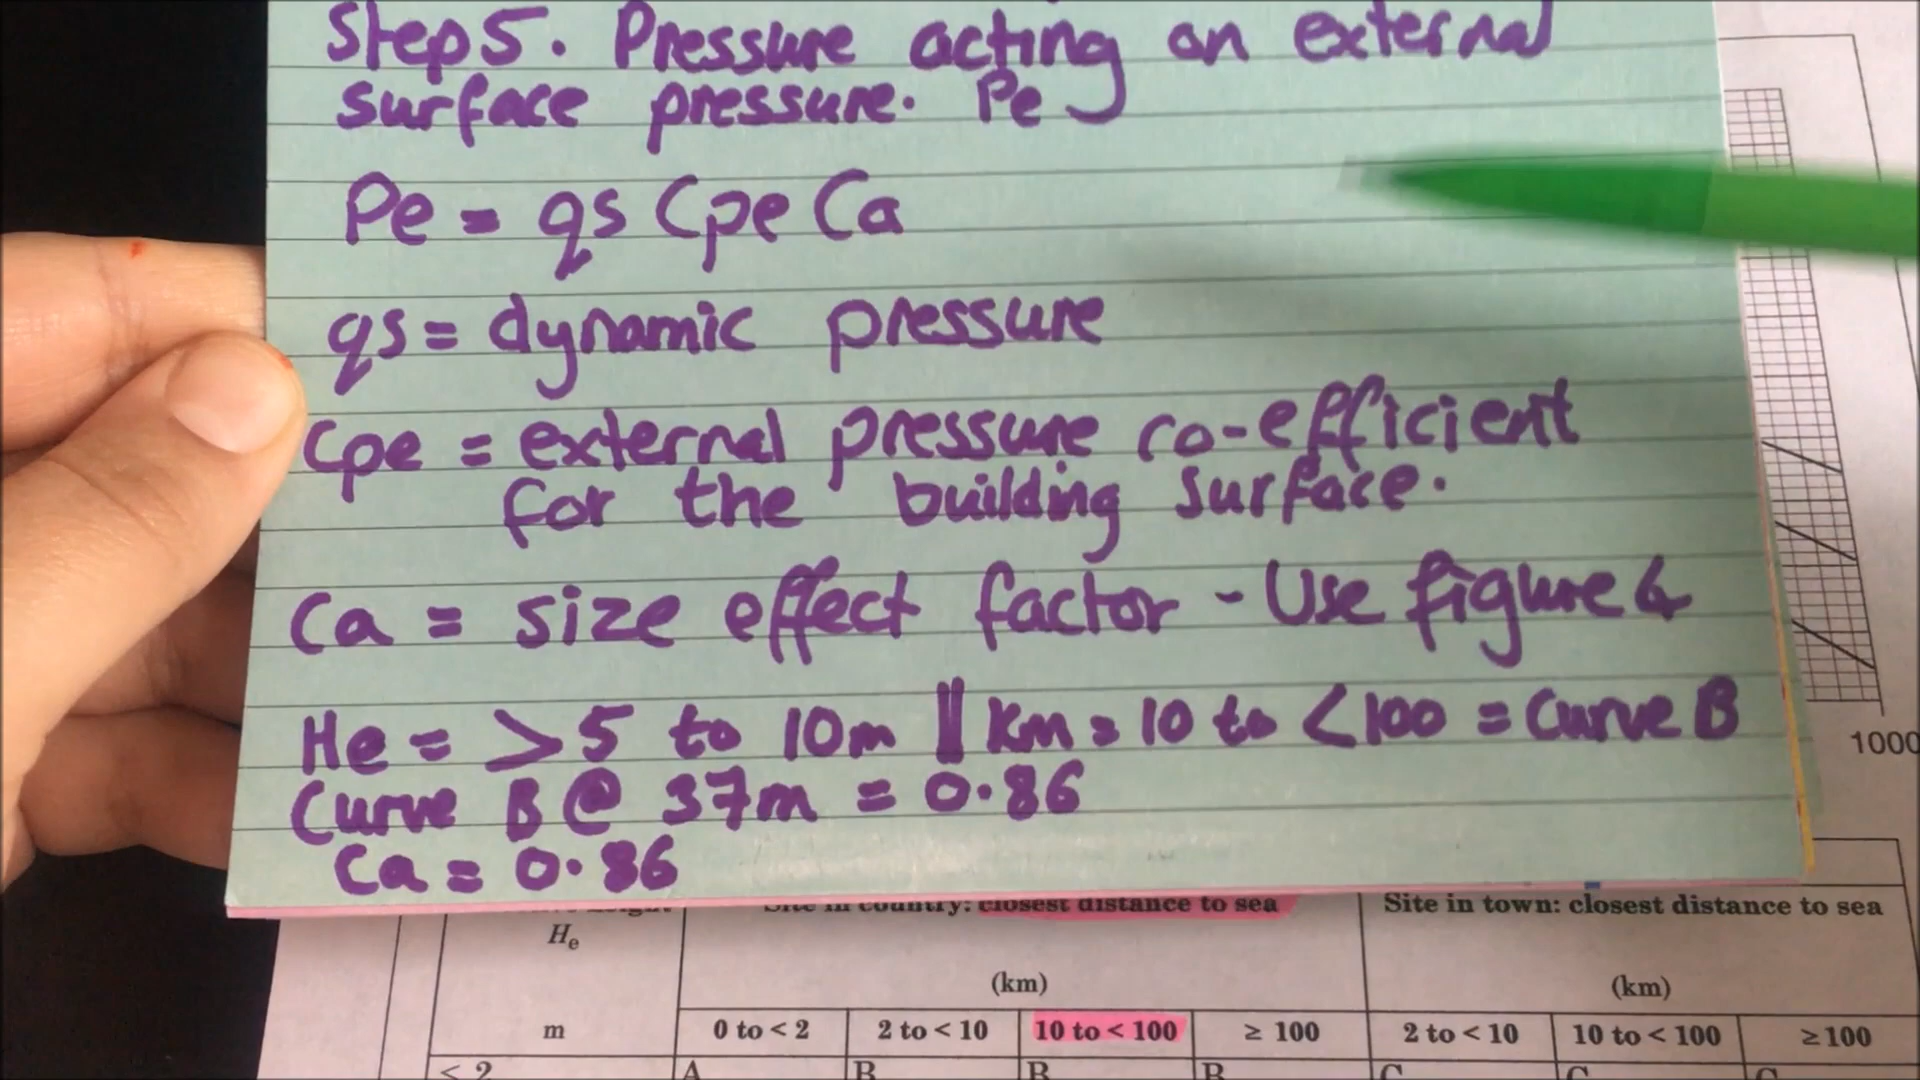 Step 5. Pressure acting on external
surface pressure. Pe
Pe = qs Cpe Ca
qs = dynamic pressure
Cpe = external pressure co-efficient
for the building surface.
Ca = size effect factor - Use figure 4
He = >5 to 10m || Km = 10 to <100 = Curve B
Curve B @ 37m = 0.86
Ca = 0.86
1000
Site in country: closest distance to sea
Site in town: closest distance to sea
He
(km)
(km)
m
0 to < 2
2 to < 10
10 to < 100
≥ 100
2 to < 10
10 to < 100
≥ 100
< 2
A
B
B
B
C
C
C